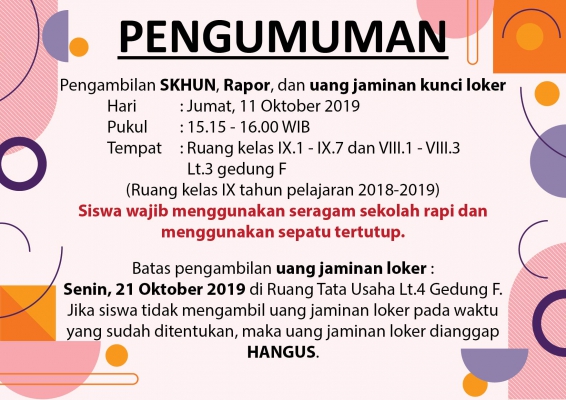 PENGUMUMAN
Pengambilan SKHUN, Rapor, dan uang jaminan kunci loker
Hari : Jumat, 11 Oktober 2019
Pukul : 15.15 - 16.00 WIB
Tempat : Ruang kelas IX.1 - IX.7 dan VIII.1 - VIII.3
Lt.3 gedung F
(Ruang kelas IX tahun pelajaran 2018-2019)
Siswa wajib menggunakan seragam sekolah rapi dan
menggunakan sepatu tertutup.
Batas pengambilan uang jaminan loker :
Senin, 21 Oktober 2019 di Ruang Tata Usaha Lt.4 Gedung F.
Jika siswa tidak mengambil uang jaminan loker pada waktu
yang sudah ditentukan, maka uang jaminan loker dianggap
HANGUS.